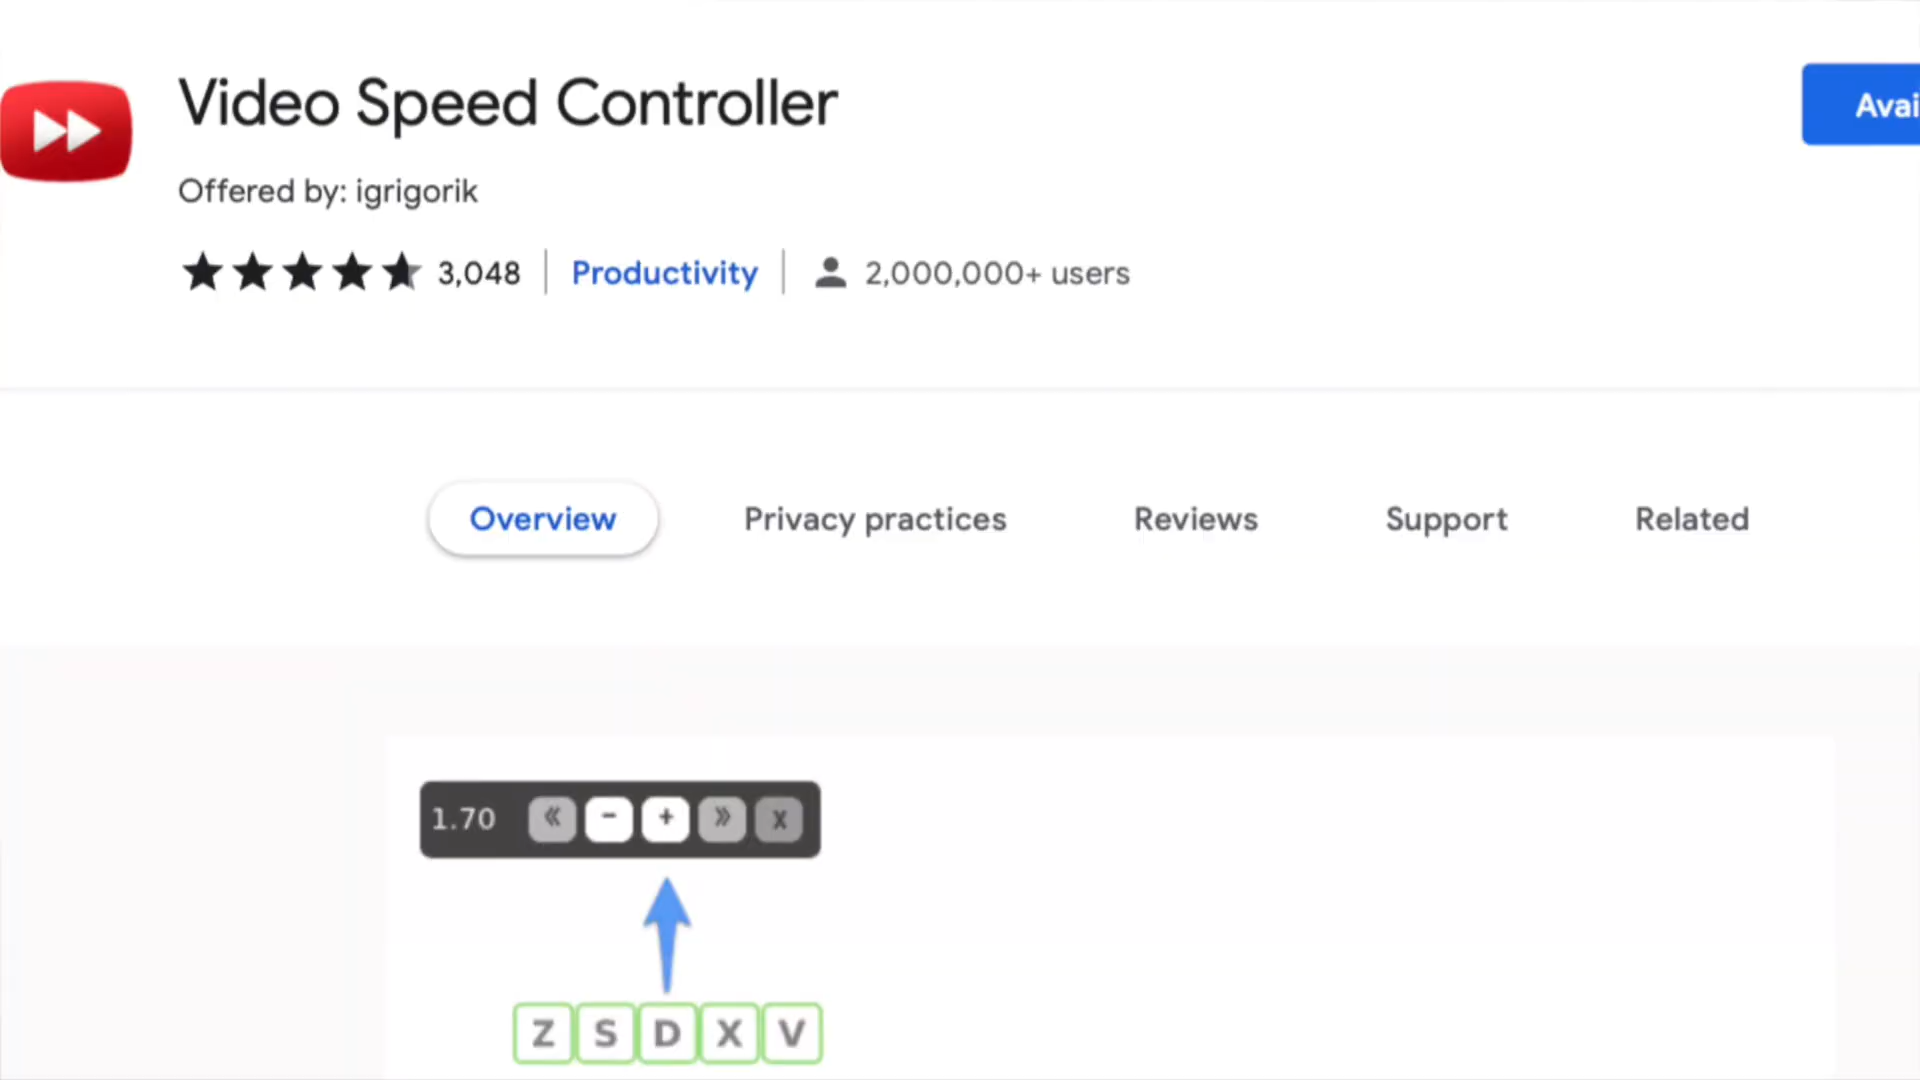 Video Speed Controller
Avai
Offered by: igrigorik
3,048 Productivity 2,000,000+ users
Overview Privacy practices Reviews Support Related
1.70 « - + » x
Z S D X V